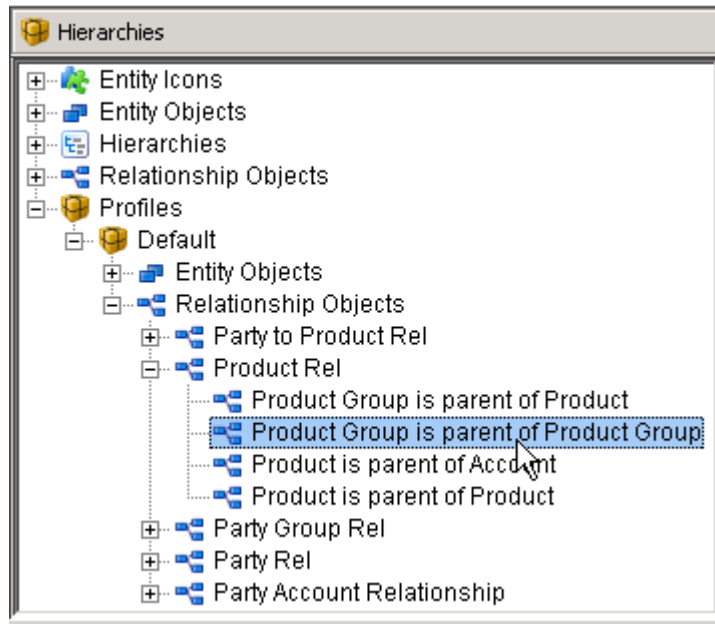 Hierarchies
Entity Icons
Entity Objects
Hierarchies
Relationship Objects
Profiles
Default
Entity Objects
Relationship Objects
Party to Product Rel
Product Rel
Product Group is parent of Product
Product Group is parent of Product Group
Product is parent of Account
Product is parent of Product
Party Group Rel
Party Rel
Party Account Relationship